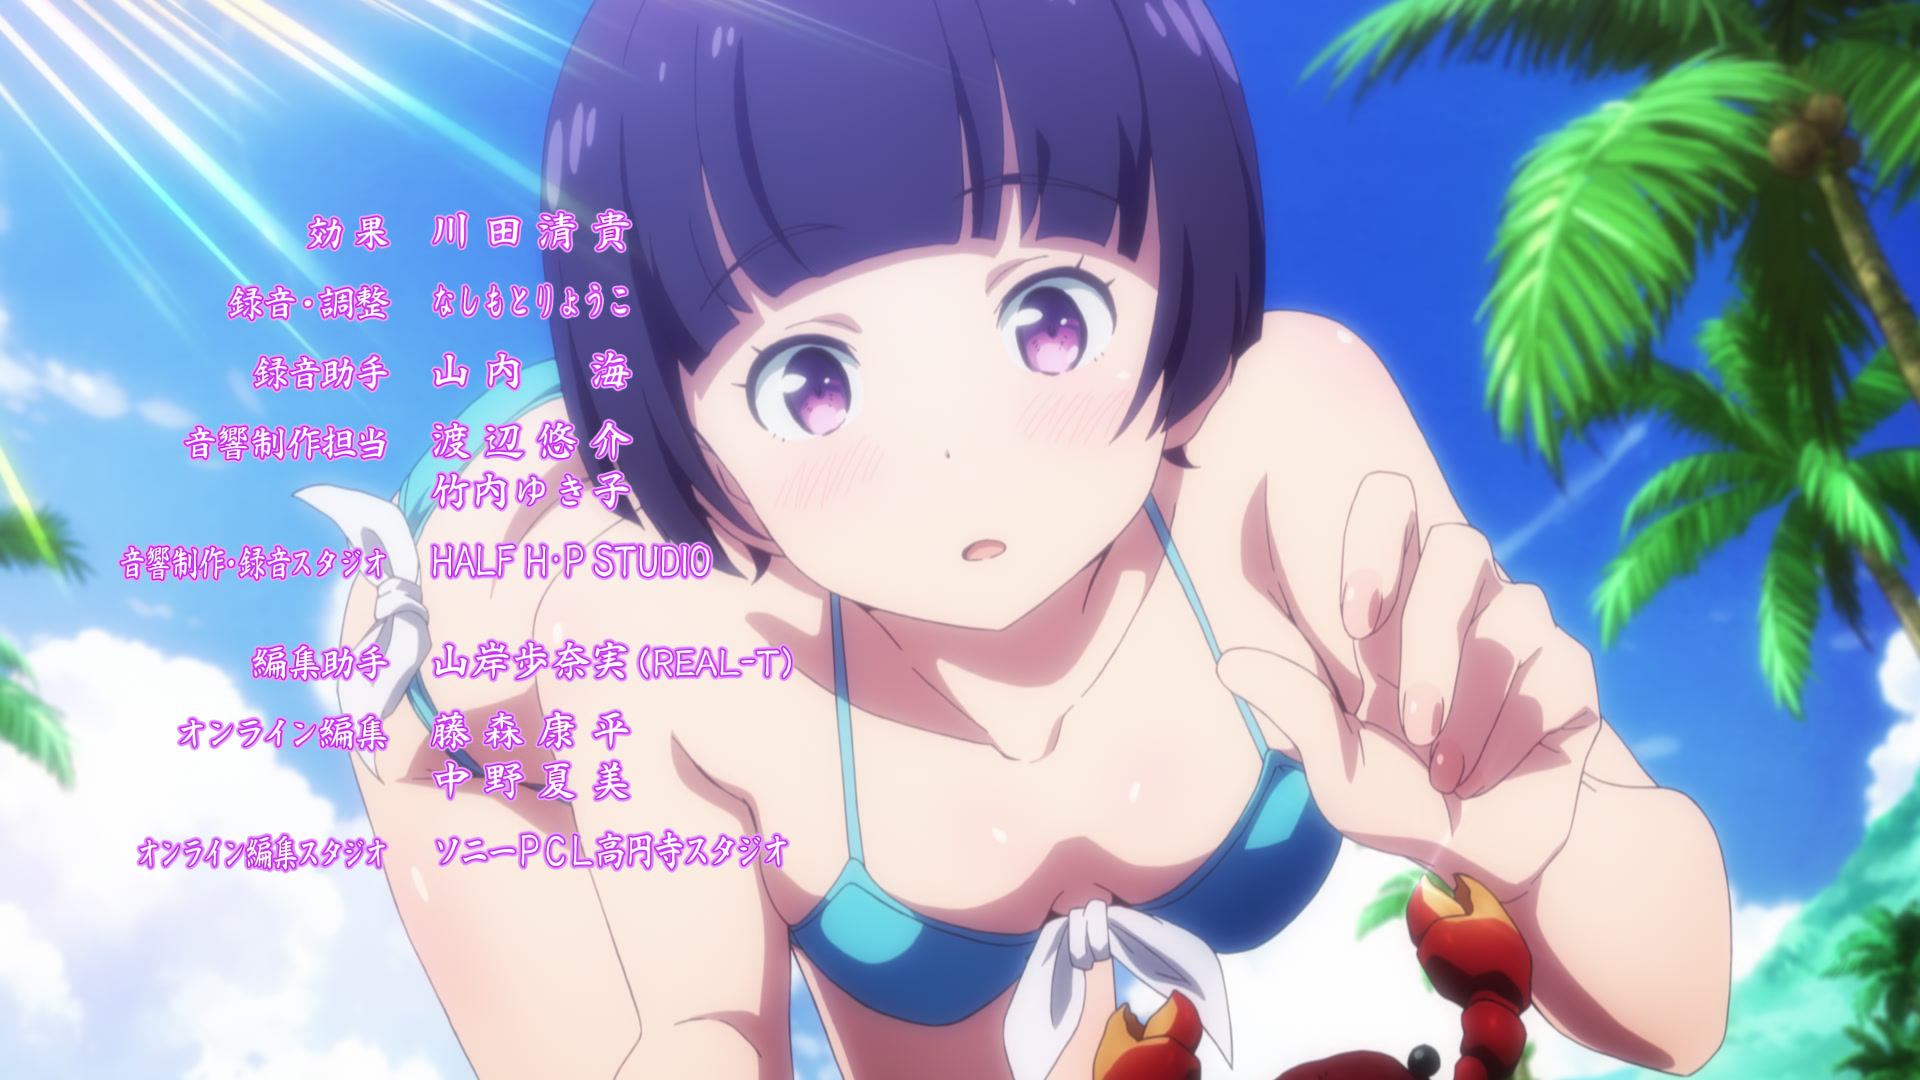 効果 川田清貴
録音・調整 なしもとりょうこ
録音助手 山内 海
音響制作担当 渡辺悠介
竹内ゆき子
音響制作・録音スタジオ HALF H・P STUDIO
編集助手 山岸歩奈実(REAL-T)
オンライン編集 藤森康平
中野夏美
オンライン編集スタジオ ソニーPCL高円寺スタジオ